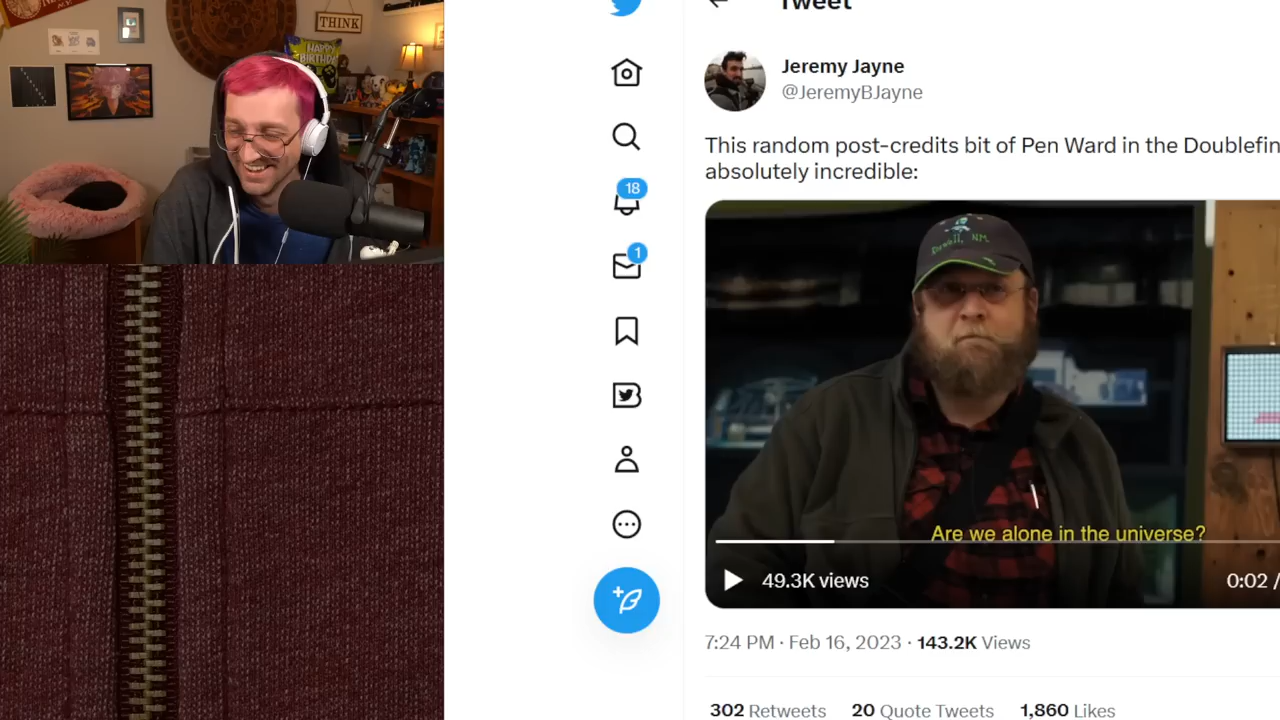 THINK
HAPPY
BIRTHDAY
Tweet
Jeremy Jayne
@JeremyBJayne
This random post-credits bit of Pen Ward in the Doublefin
absolutely incredible:
18
1
Are we alone in the universe?
49.3K views
0:02 /
7:24 PM · Feb 16, 2023 · 143.2K Views
302 Retweets 20 Quote Tweets 1,860 Likes